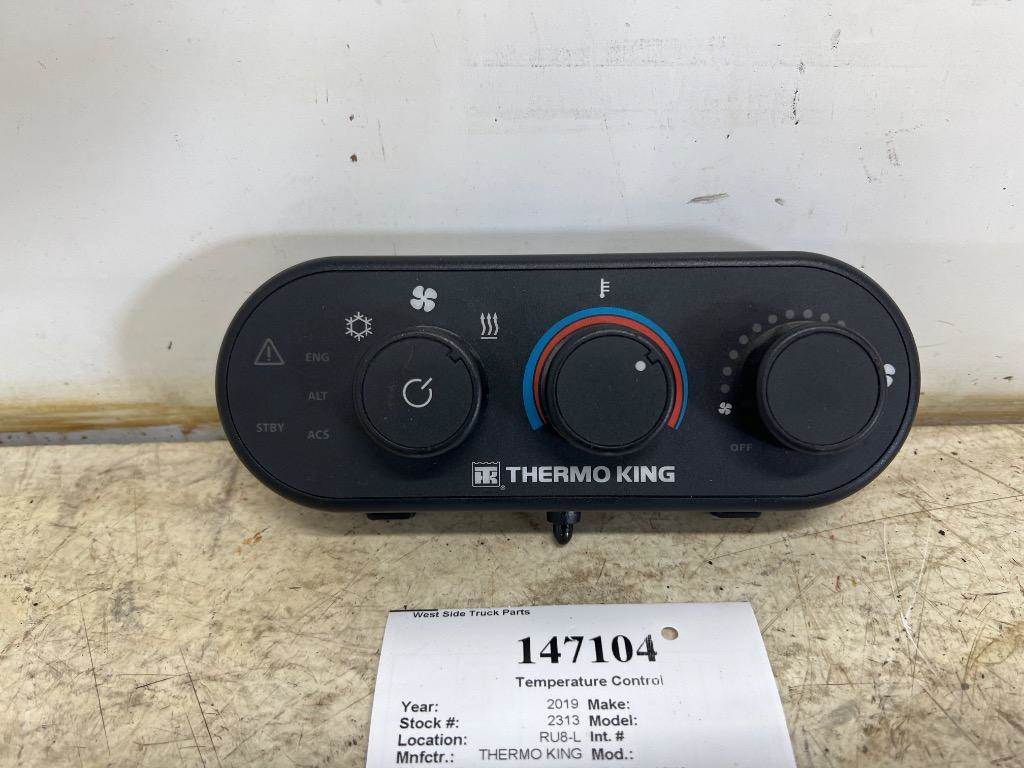 ENG
ALT
STBY ACS
OFF
TK ® THERMO KING
West Side Truck Parts
147104
Temperature Control
Year: 2019 Make:
Stock #: 2313 Model:
Location: RU8-L Int. #
Mnfctr.: THERMO KING Mod.: